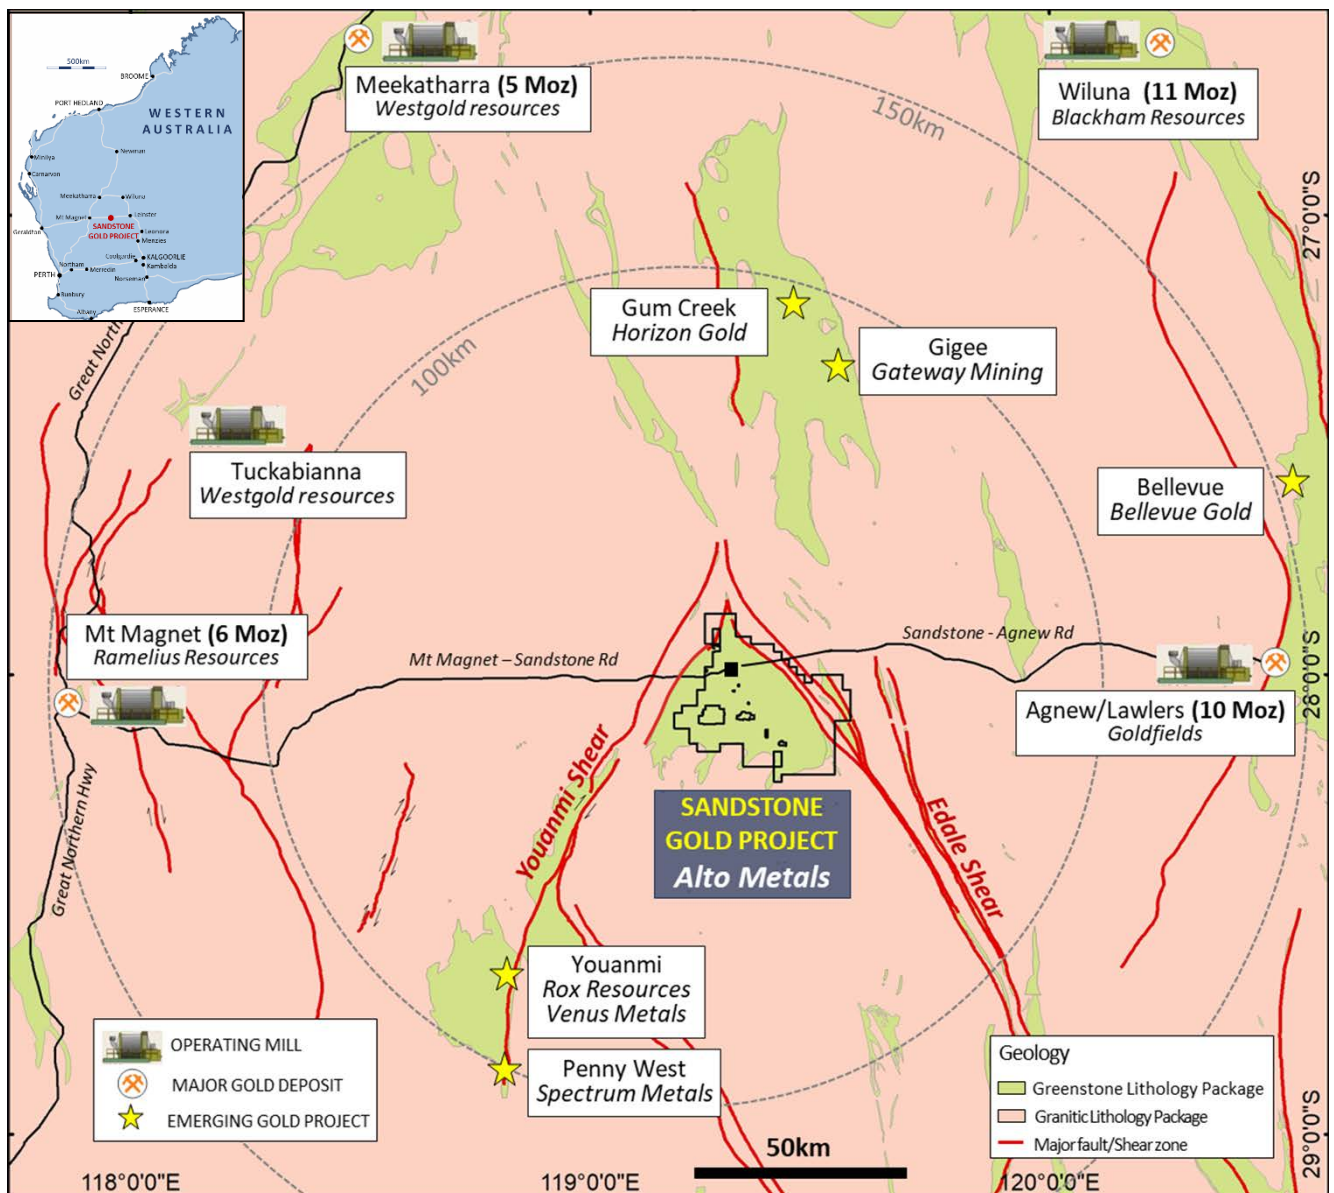 500km
BROOME
PORT HEDLAND
WESTERN
AUSTRALIA
Minilya
Newman
Carnarvon
Meekatharra
Wiluna
Mt Magnet
Leinster
SANDSTONE
GOLD PROJECT
Geraldton
Leonora
Menzies
Coolgardie
KALGOORLIE
Kambalda
Northam
Merredin
PERTH
Norseman
Bunbury
Albany
ESPERANCE
Meekatharra (5 Moz)
Westgold resources
Wiluna (11 Moz)
Blackham Resources
150km
100km
27°0'0"S
Great North
Gum Creek
Horizon Gold
Gigee
Gateway Mining
Tuckabianna
Westgold resources
Bellevue
Bellevue Gold
Mt Magnet (6 Moz)
Ramelius Resources
Mt Magnet – Sandstone Rd
Sandstone - Agnew Rd
28°0'0"S
Agnew/Lawlers (10 Moz)
Goldfields
Great Northern Hwy
Youanmi Shear
Edale Shear
SANDSTONE
GOLD PROJECT
Alto Metals
Youanmi
Rox Resources
Venus Metals
Penny West
Spectrum Metals
OPERATING MILL
MAJOR GOLD DEPOSIT
EMERGING GOLD PROJECT
Geology
Greenstone Lithology Package
Granitic Lithology Package
Major fault/Shear zone
50km
29°0'0"S
118°0'0"E
119°0'0"E
120°0'0"E